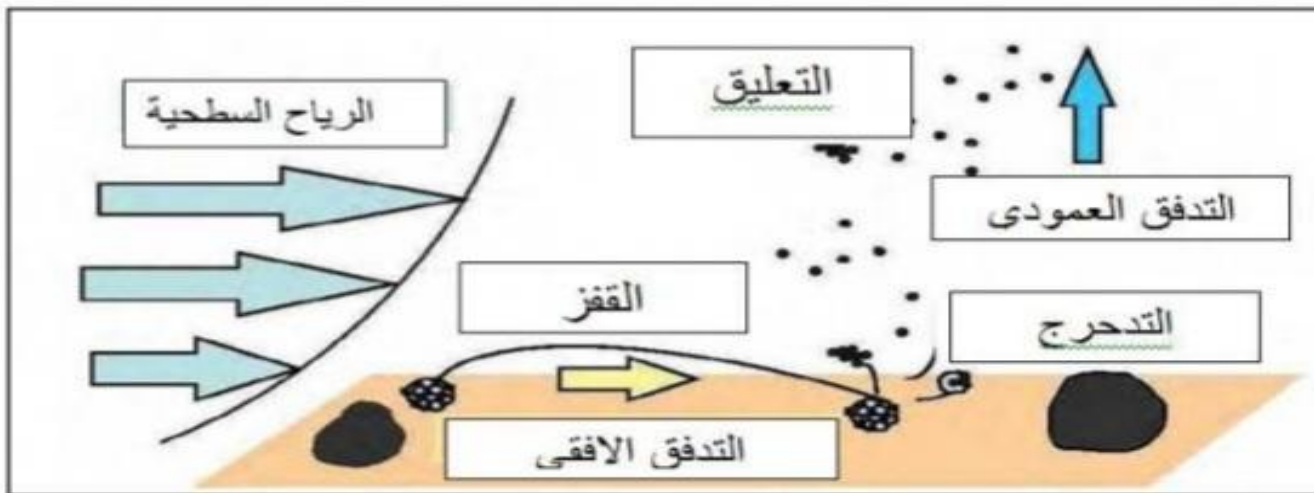 التعليق
الرياح السطحية
التدفق العمودى
القفز
التدحرج
التدفق الافقى